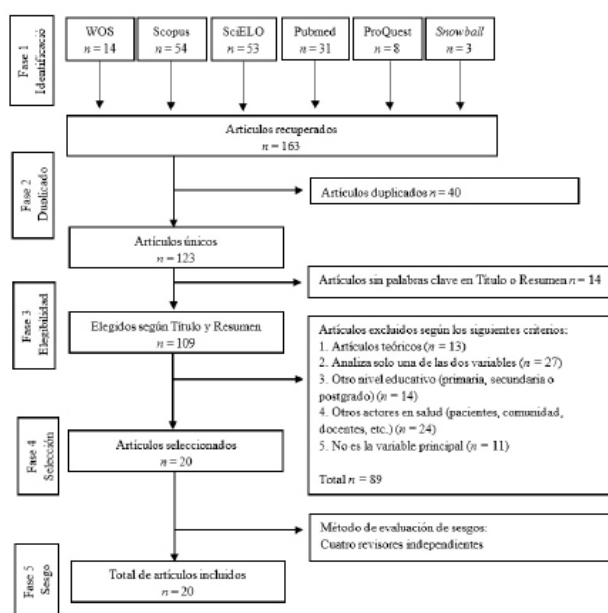 Fase 1
Identificació
WOS
n = 14
Scopus
n = 54
SciELO
n = 53
Pubmed
n = 31
ProQuest
n = 8
Snowball
n = 3
Artículos recuperados
n = 163
Fase 2
Duplicado
Artículos duplicados n = 40
Artículos únicos
n = 123
Artículos sin palabras clave en Título o Resumen n = 14
Fase 3
Elegibilidad
Elegidos según Título y Resumen
n = 109
Artículos excluidos según los siguientes criterios:
1. Artículos teóricos (n = 13)
2. Analiza solo una de las dos variables (n = 27)
3. Otro nivel educativo (primaria, secundaria o
postgrado) (n = 14)
4. Otros actores en salud (pacientes, comunidad,
docentes, etc.) (n = 24)
5. No es la variable principal (n = 11)
Total n = 89
Fase 4
Selección
Artículos seleccionados
n = 20
Método de evaluación de sesgos:
Cuatro revisores independientes
Fase 5
Sesgo
Total de artículos incluidos
n = 20